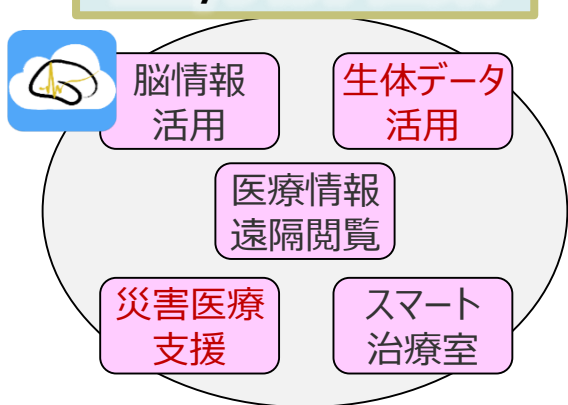 脳情報
活用
生体データ
活用
医療情報
遠隔閲覧
災害医療
支援
スマート
治療室